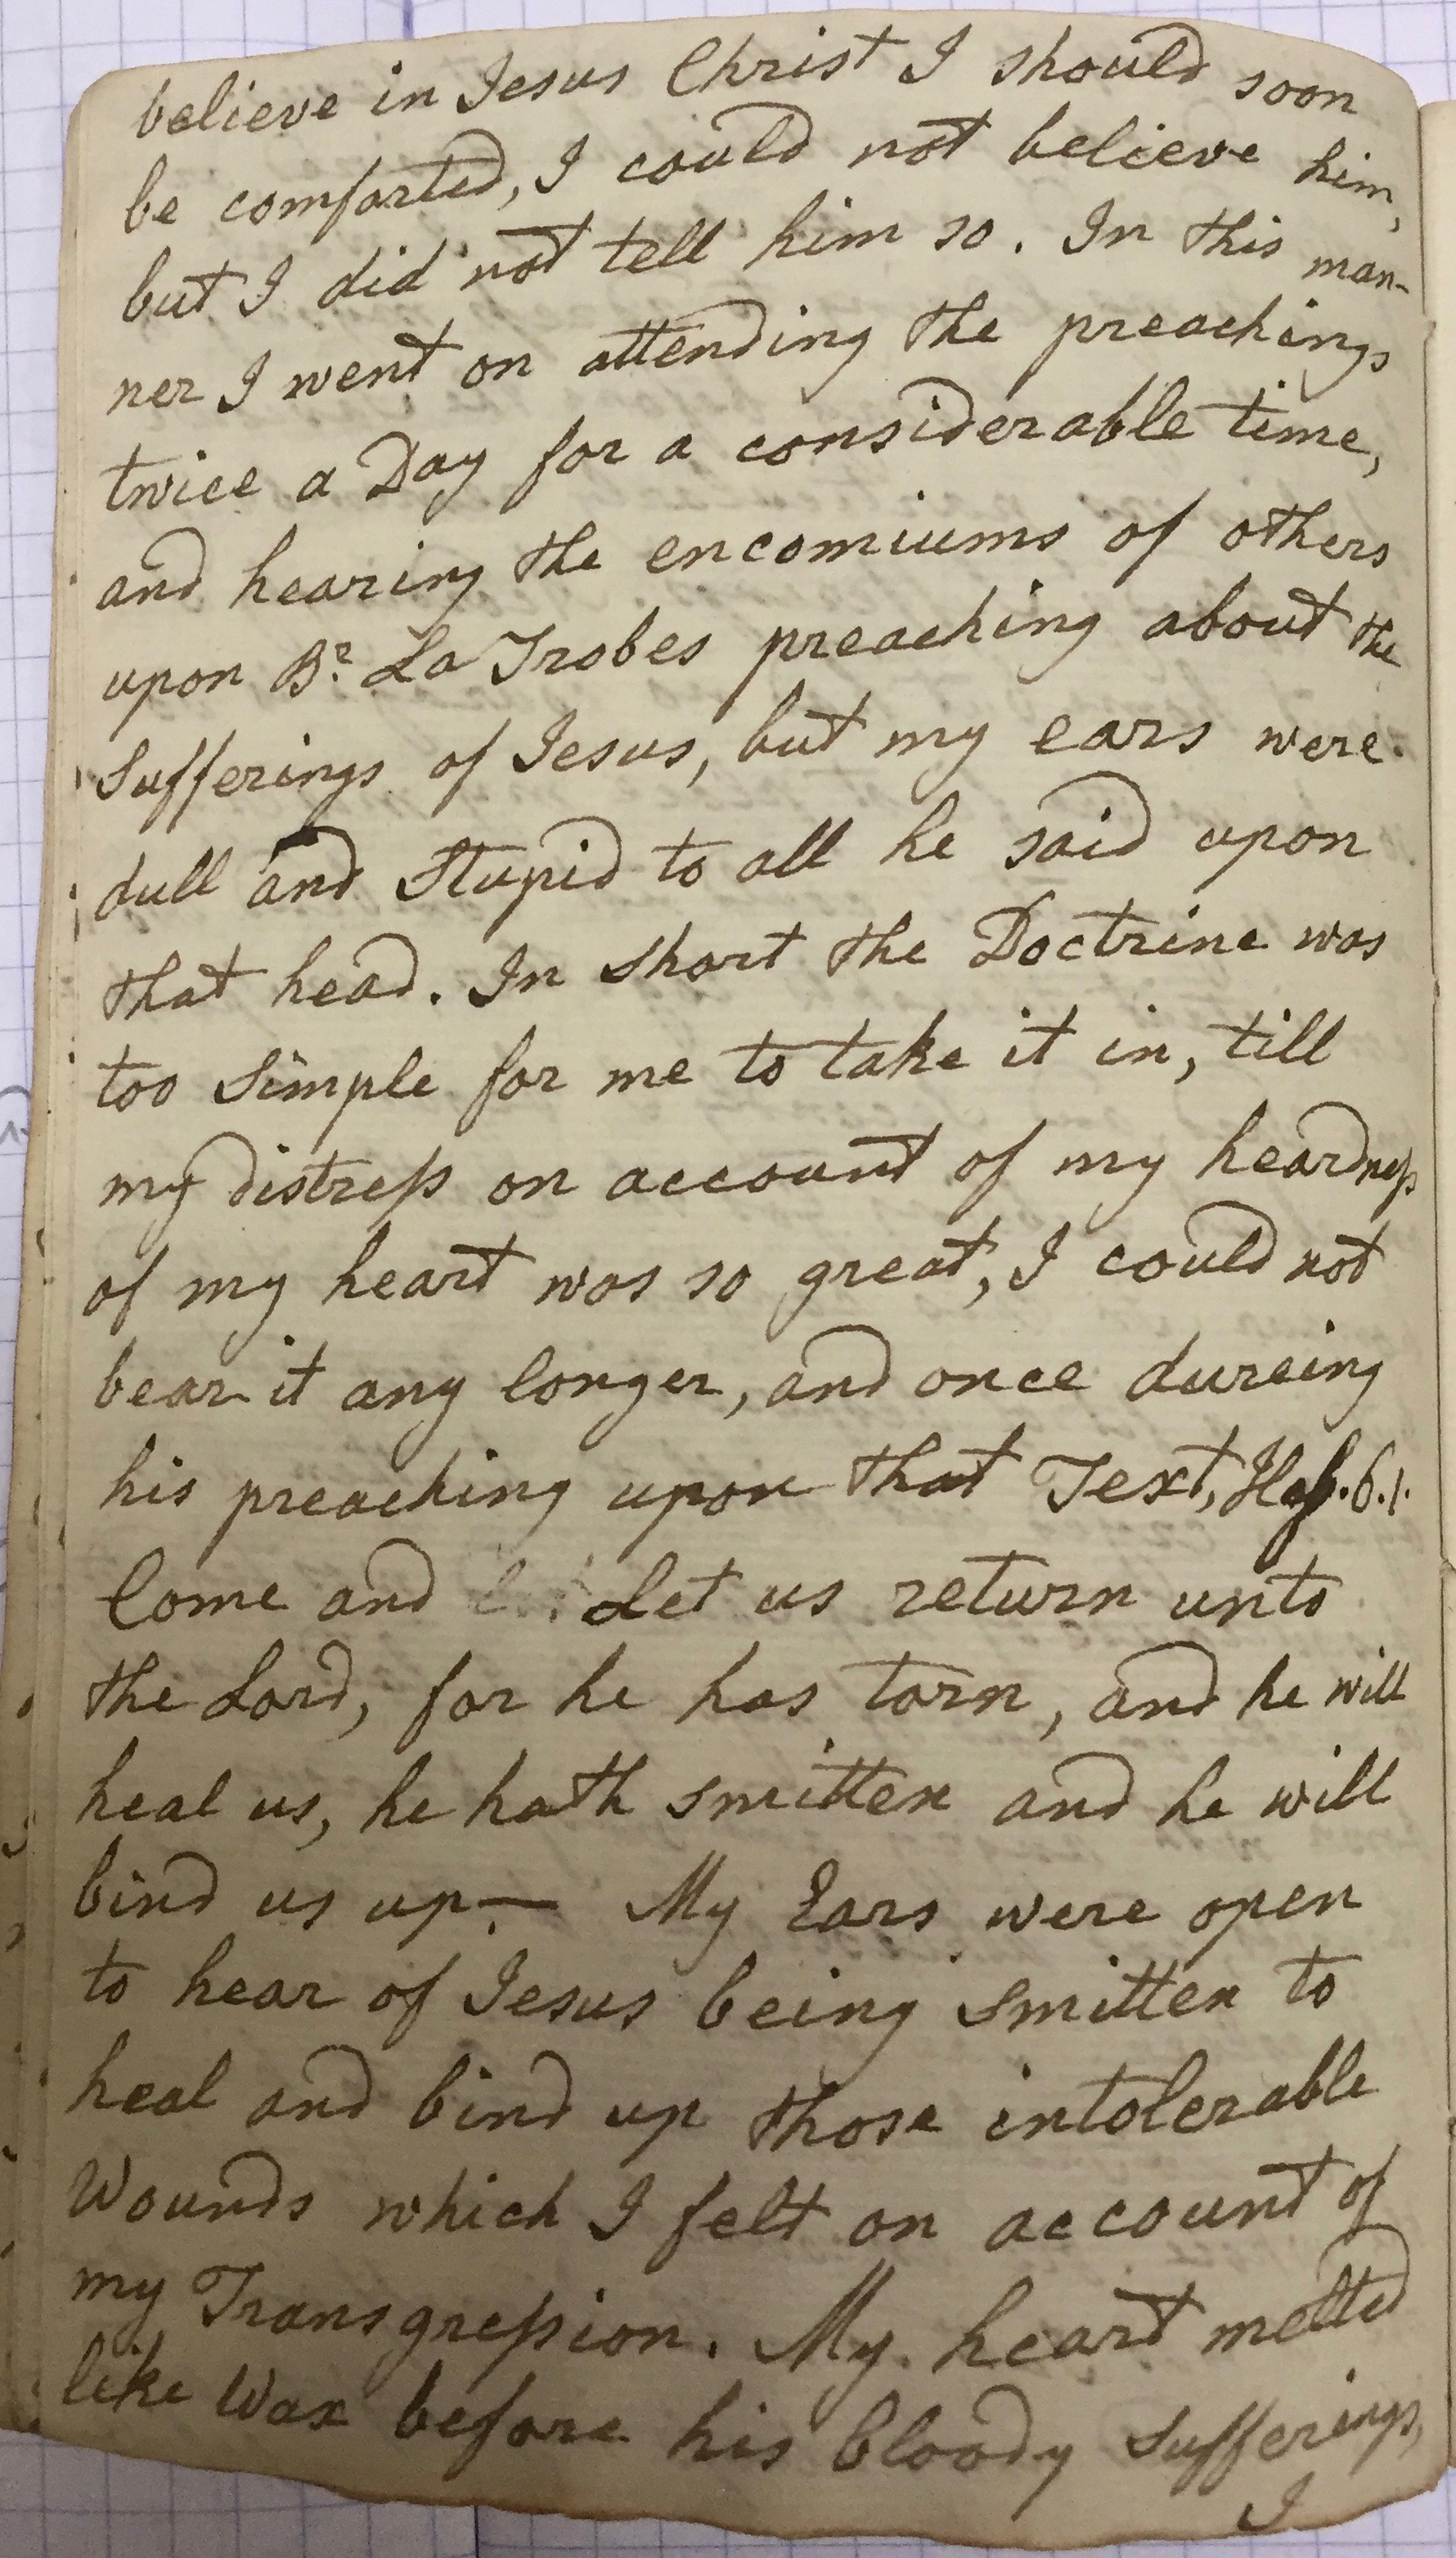 believe in Jesus Christ I should soon
be comforted, I could not believe him,
but I did not tell him so. In this man-
ner I went on attending the preachings
twice a Day for a considerable time,
and hearing the encomiums of others
upon Br. La Trobes preaching about the
Sufferings of Jesus, but my ears were
dull and Stupid to all he said upon
that head. In short the Doctrine was
too simple for me to take it in, till
my distress on account of my heardness
of my heart was so great, I could not
bear it any longer, and once dureing
his preaching upon that Text, 6.1.
Come and Let us return unto
the Lord, for he has torn, and he will
heal us, he hath smitten and he will
bind us up.— My Ears were open
to hear of Jesus being smitten to
heal and bind up those intolerable
Wounds which I felt on account of
my Transgression. My heart melted
like Wax before his bloody Sufferings,
I